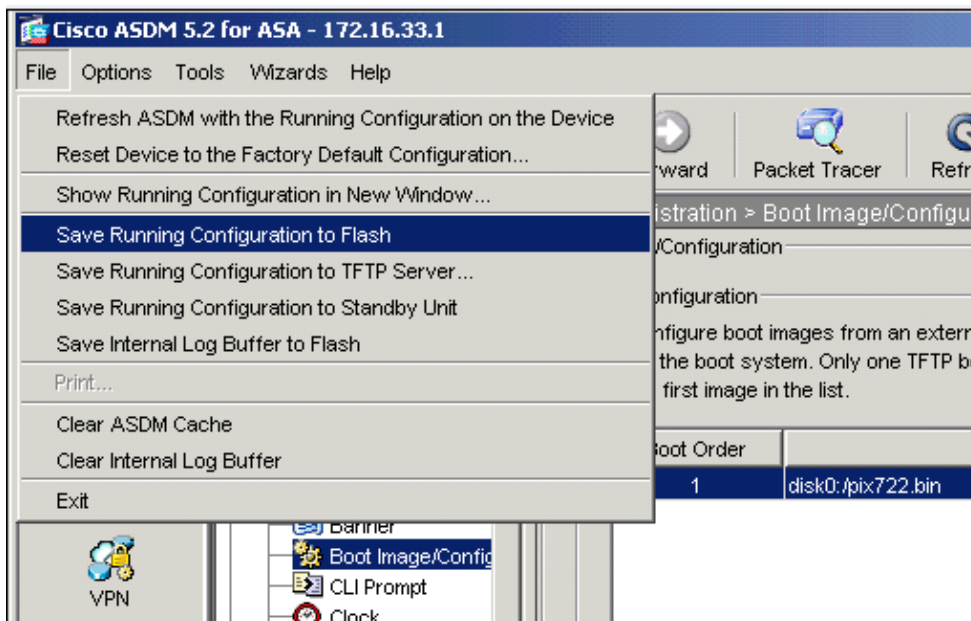 Cisco ASDM 5.2 for ASA - 172.16.33.1
File Options Tools Wizards Help
Refresh ASDM with the Running Configuration on the Device
Reset Device to the Factory Default Configuration...
Show Running Configuration in New Window...
Save Running Configuration to Flash
Save Running Configuration to TFTP Server...
Save Running Configuration to Standby Unit
Save Internal Log Buffer to Flash
Print...
Clear ASDM Cache
Clear Internal Log Buffer
Exit
ward Packet Tracer Refr
istration > Boot Image/Configu
/Configuration
onfiguration
nfigure boot images from an extern
the boot system. Only one TFTP b
first image in the list.
oot Order
1 disk0:/pix722.bin
Banner
Boot Image/Config
CLI Prompt
Clock
VPN